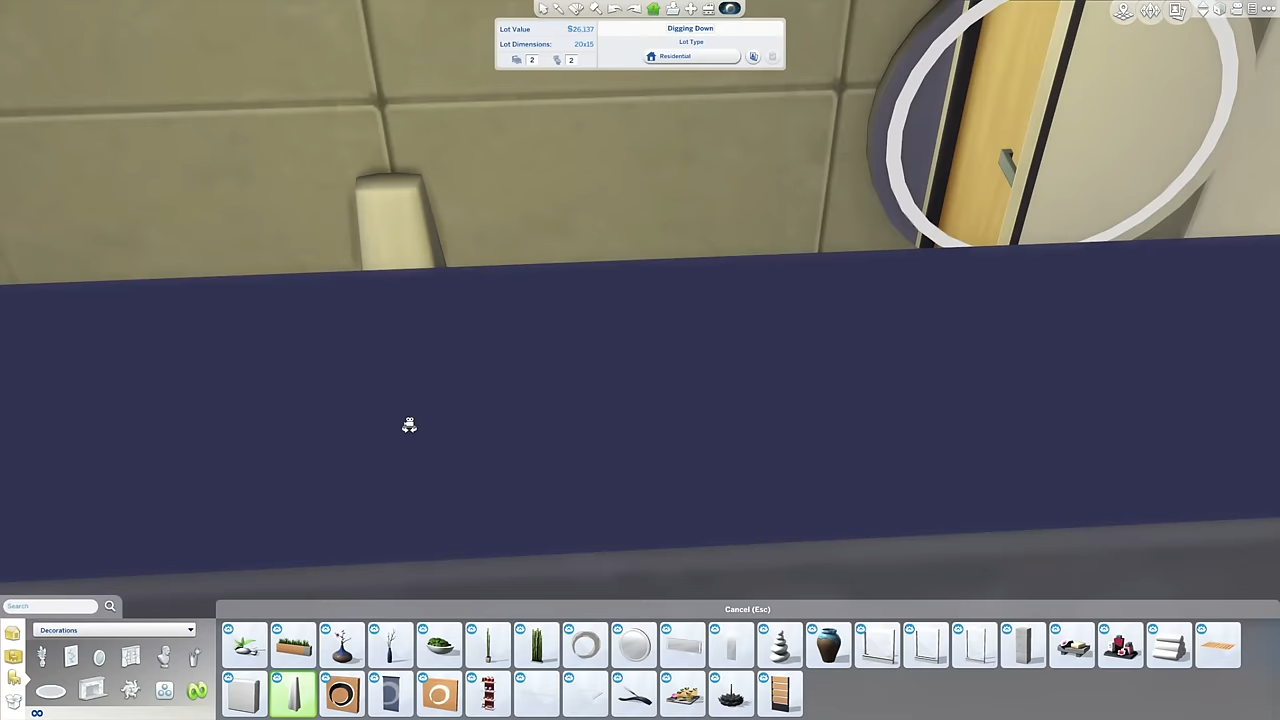 Lot Value
§26,137
Lot Dimensions:
20x15
2
2
Digging Down
Lot Type
Residential
Search
Cancel (Esc)
Decorations